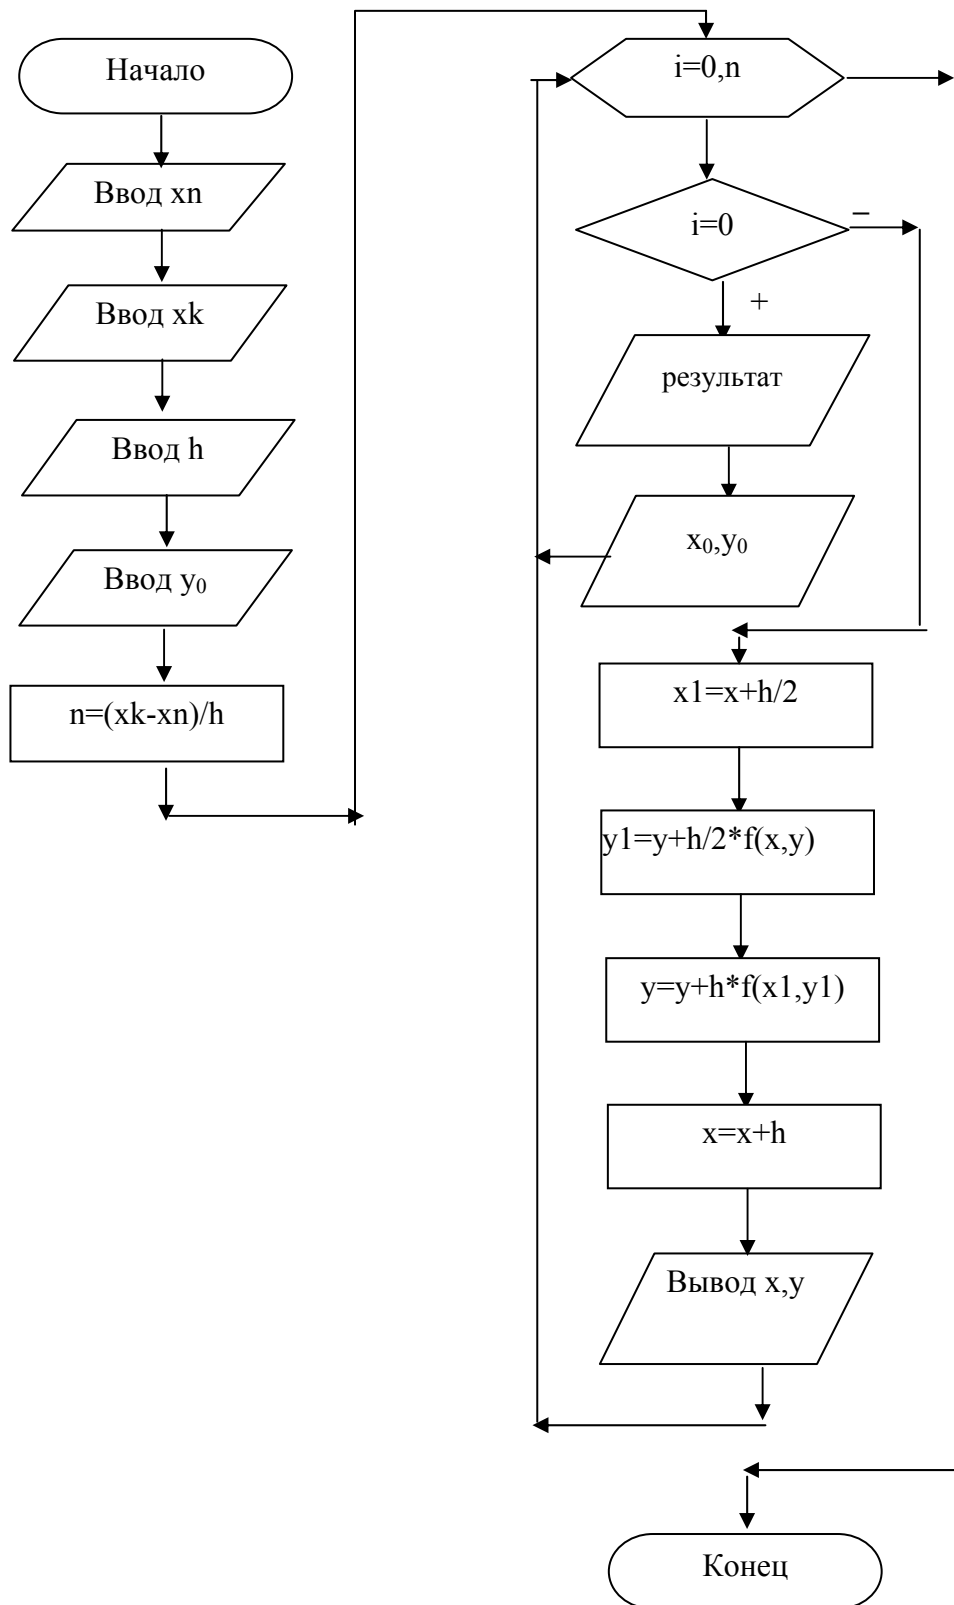 Начало
Ввод xn
Ввод xk
Ввод h
Ввод y₀
n=(xk-xn)/h
i=0,n
i=0
–
+
результат
x₀,y₀
x1=x+h/2
y1=y+h/2*f(x,y)
y=y+h*f(x1,y1)
x=x+h
Вывод x,y
Конец